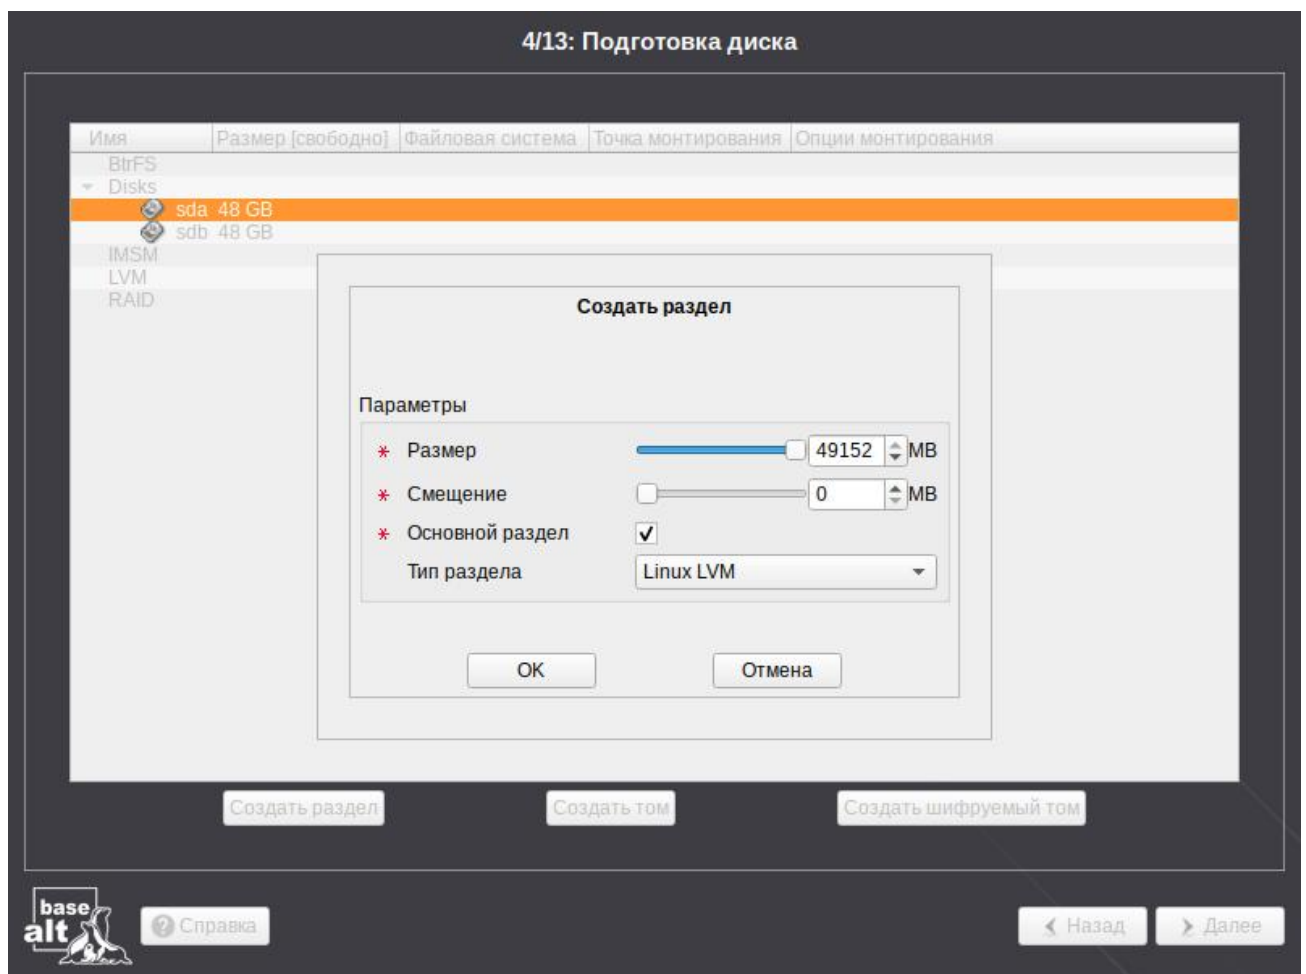 4/13: Подготовка диска
Имя Размер [свободно] Файловая система Точка монтирования Опции монтирования
BtrFS
Disks
sda 48 GB
sdb 48 GB
IMSM
LVM
RAID
Создать раздел
Параметры
* Размер 49152 MB
* Смещение 0 MB
* Основной раздел
Тип раздела Linux LVM
OK Отмена
Создать раздел Создать том Создать шифруемый том
base
alt
Справка Назад Далее